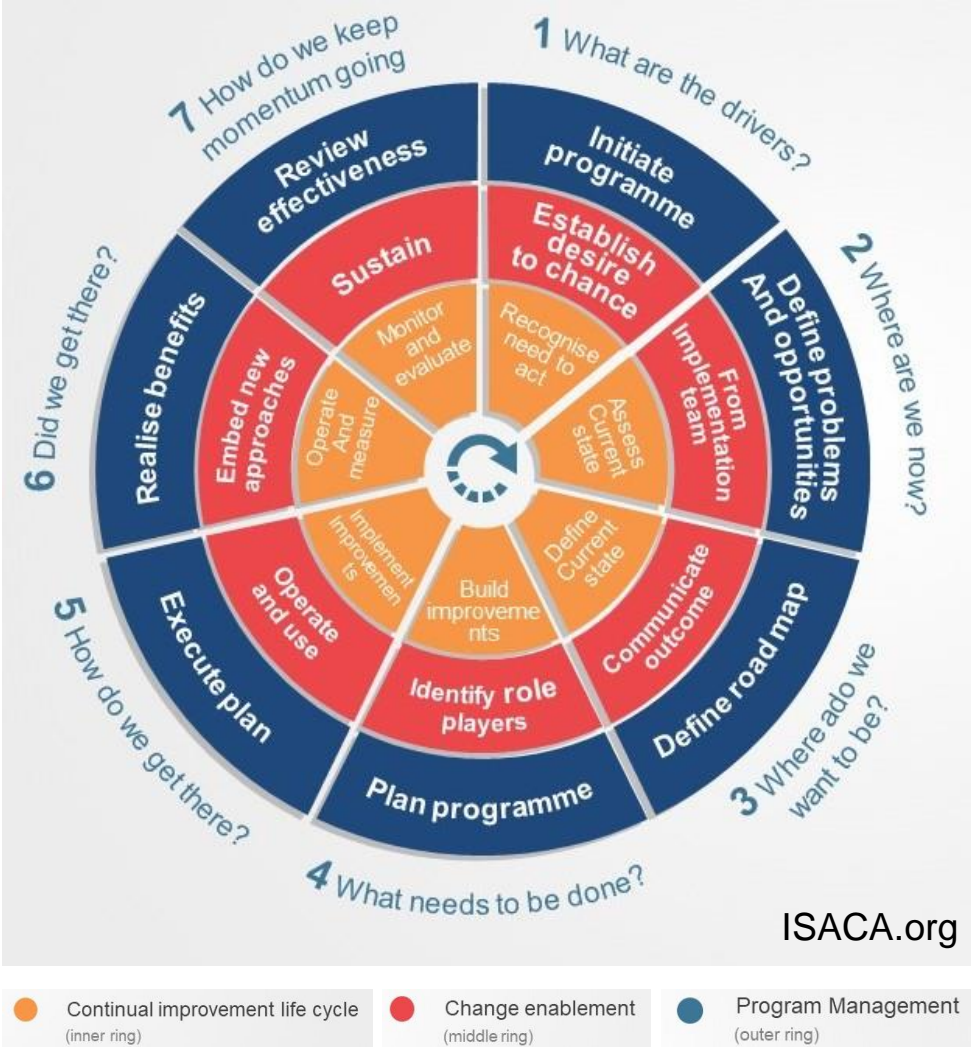 1 What are the drivers?
Initiate
programme
Establish
desire
to chance
Recognise
need to
act
2 Where are we now?
Define problems
And opportunities
From
Implementation
team
Assess
Current
state
3 Where ado we
want to be?
Define road map
Communicate
outcome
Define
Current
state
4 What needs to be done?
Plan programme
Identify role
players
Build
improveme
nts
5 How do we get there?
Execute plan
Operate
and use
Implement
Improvemen
ts
6 Did we get there?
Realise benefits
Embed new
approaches
Operate
And
measure
7 How do we keep
momentum going
Review
effectiveness
Sustain
Monitor
and
evaluate
ISACA.org
Continual improvement life cycle
(inner ring)
Change enablement
(middle ring)
Program Management
(outer ring)